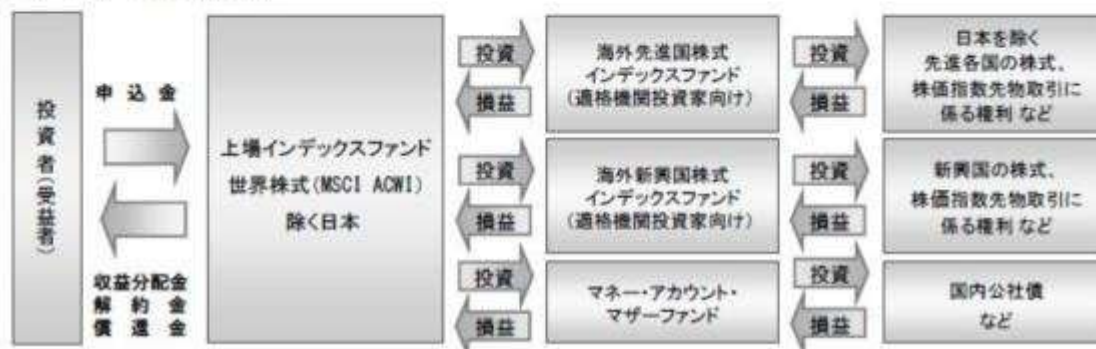 投資者(受益者)
申込金
収益分配金
解約金
償還金
上場インデックスファンド
世界株式(MSCI ACWI)
除く日本
投資
損益
海外先進国株式
インデックスファンド
(適格機関投資家向け)
投資
損益
日本を除く
先進各国の株式、
株価指数先物取引に
係る権利 など
投資
損益
海外新興国株式
インデックスファンド
(適格機関投資家向け)
投資
損益
新興国の株式、
株価指数先物取引に
係る権利 など
投資
損益
マネー・アカウント・
マザーファンド
投資
損益
国内公社債
など